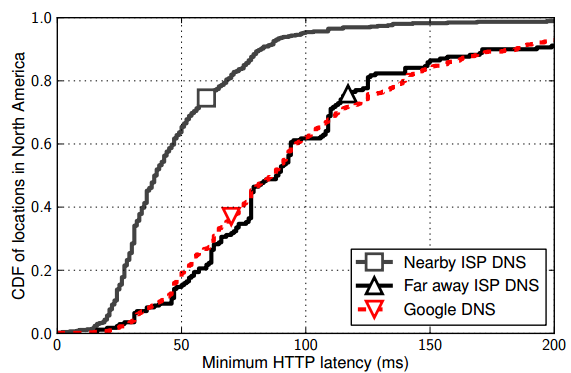 CDF of locations in North America
1.0
0.8
0.6
0.4
0.2
0.0
Nearby ISP DNS
Far away ISP DNS
Google DNS
0 50 100 150 200
Minimum HTTP latency (ms)